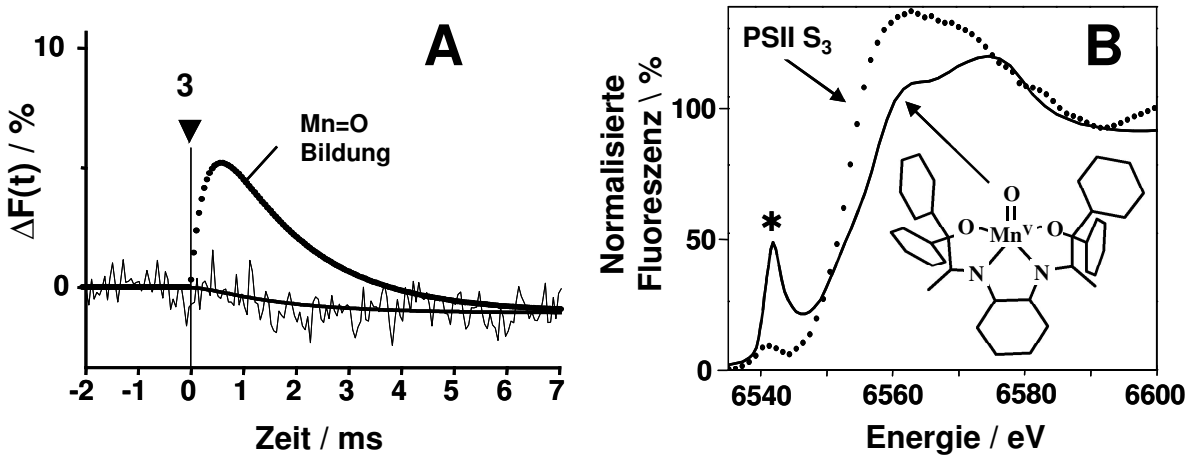 A
10
3
Mn=O
Bildung
0
ΔF(t) / %
-2 -1 0 1 2 3 4 5 6 7
Zeit / ms
B
PSII S3
100
50
0
Normalisierte
Fluoreszenz \ %
*
O
O Mnᵛ O
N N
6540 6560 6580 6600
Energie / eV